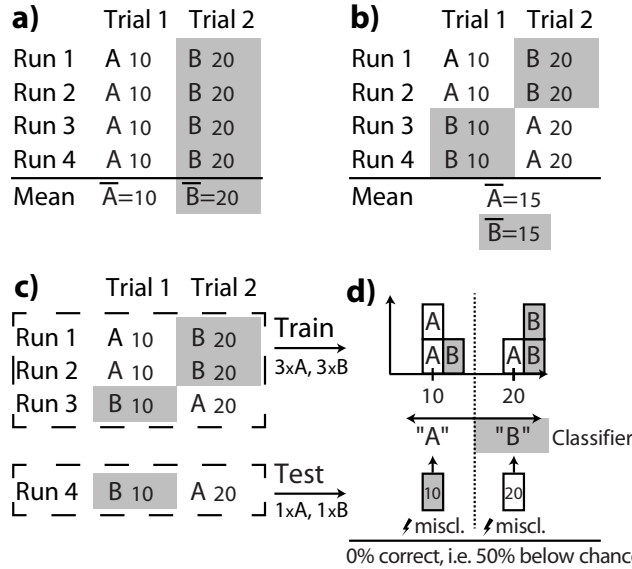 a)
Trial 1 Trial 2
Run 1 A 10 B 20
Run 2 A 10 B 20
Run 3 A 10 B 20
Run 4 A 10 B 20
Mean A̅=10 B̅=20
b)
Trial 1 Trial 2
Run 1 A 10 B 20
Run 2 A 10 B 20
Run 3 B 10 A 20
Run 4 B 10 A 20
Mean A̅=15
B̅=15
c)
Trial 1 Trial 2
Run 1 A 10 B 20
Run 2 A 10 B 20
Run 3 B 10 A 20
Train
3xA, 3xB
Run 4 B 10 A 20
Test
1xA, 1xB
d)
A B
A B A B
10 20
"A" "B" Classifier
10 20
miscl. miscl.
0% correct, i.e. 50% below chance